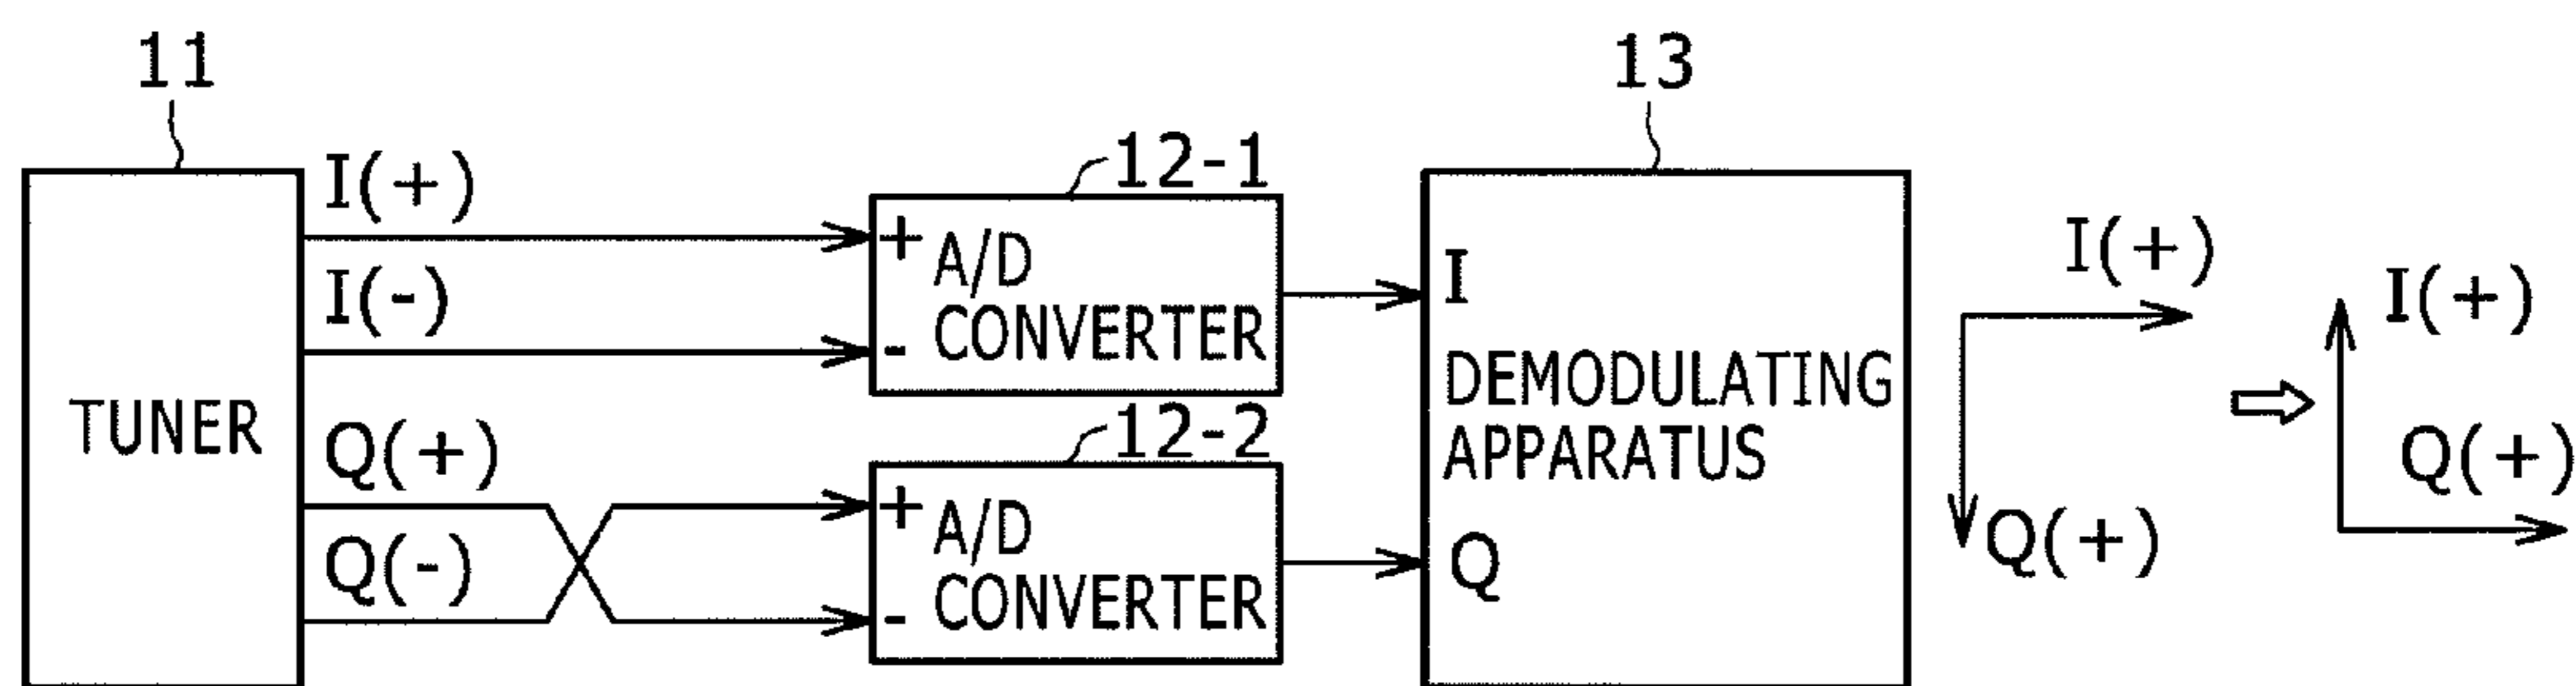 11
13
12-1
I(+)
I(-)
+ A/D
- CONVERTER
TUNER
Q(+)
Q(-)
12-2
+ A/D
- CONVERTER
I
DEMODULATING
APPARATUS
Q
I(+)
Q(+)
I(+)
Q(+)